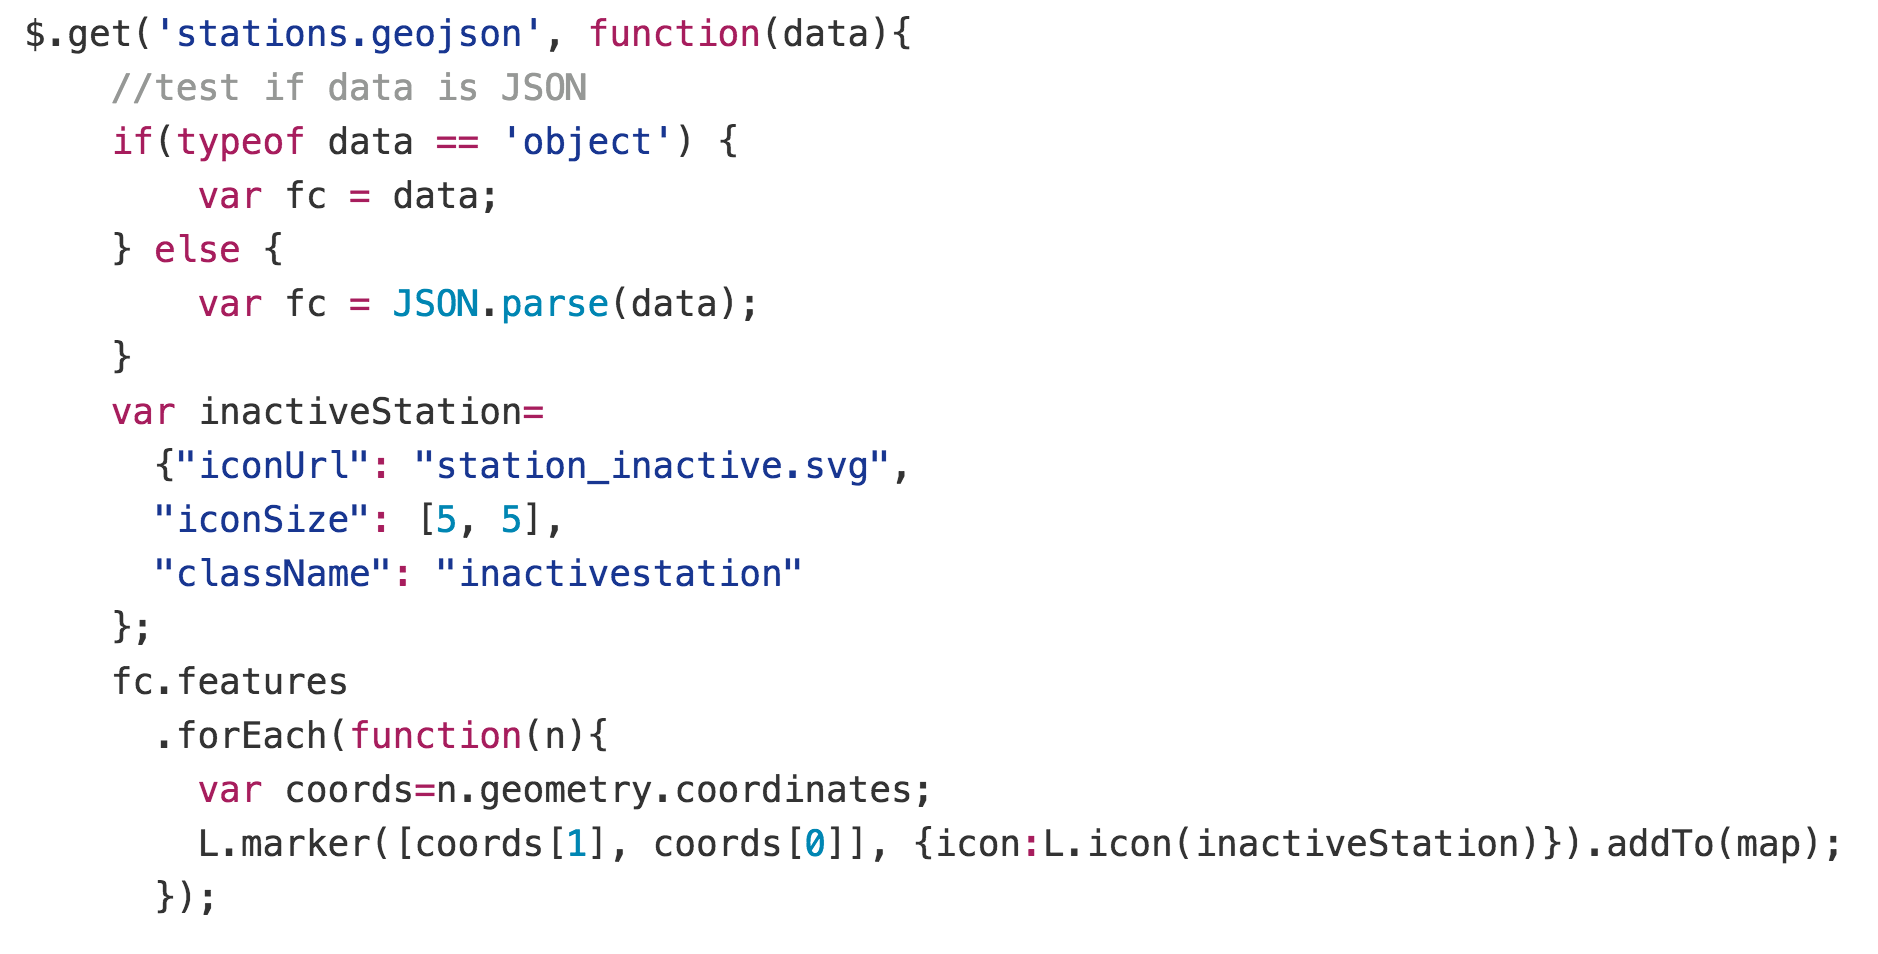 $.get('stations.geojson', function(data){
    //test if data is JSON
    if(typeof data == 'object') {
        var fc = data;
    } else {
        var fc = JSON.parse(data);
    }
    var inactiveStation=
      {"iconUrl": "station_inactive.svg",
      "iconSize": [5, 5],
      "className": "inactivestation"
    };
    fc.features
      .forEach(function(n){
        var coords=n.geometry.coordinates;
        L.marker([coords[1], coords[0]], {icon:L.icon(inactiveStation)}).addTo(map);
      });